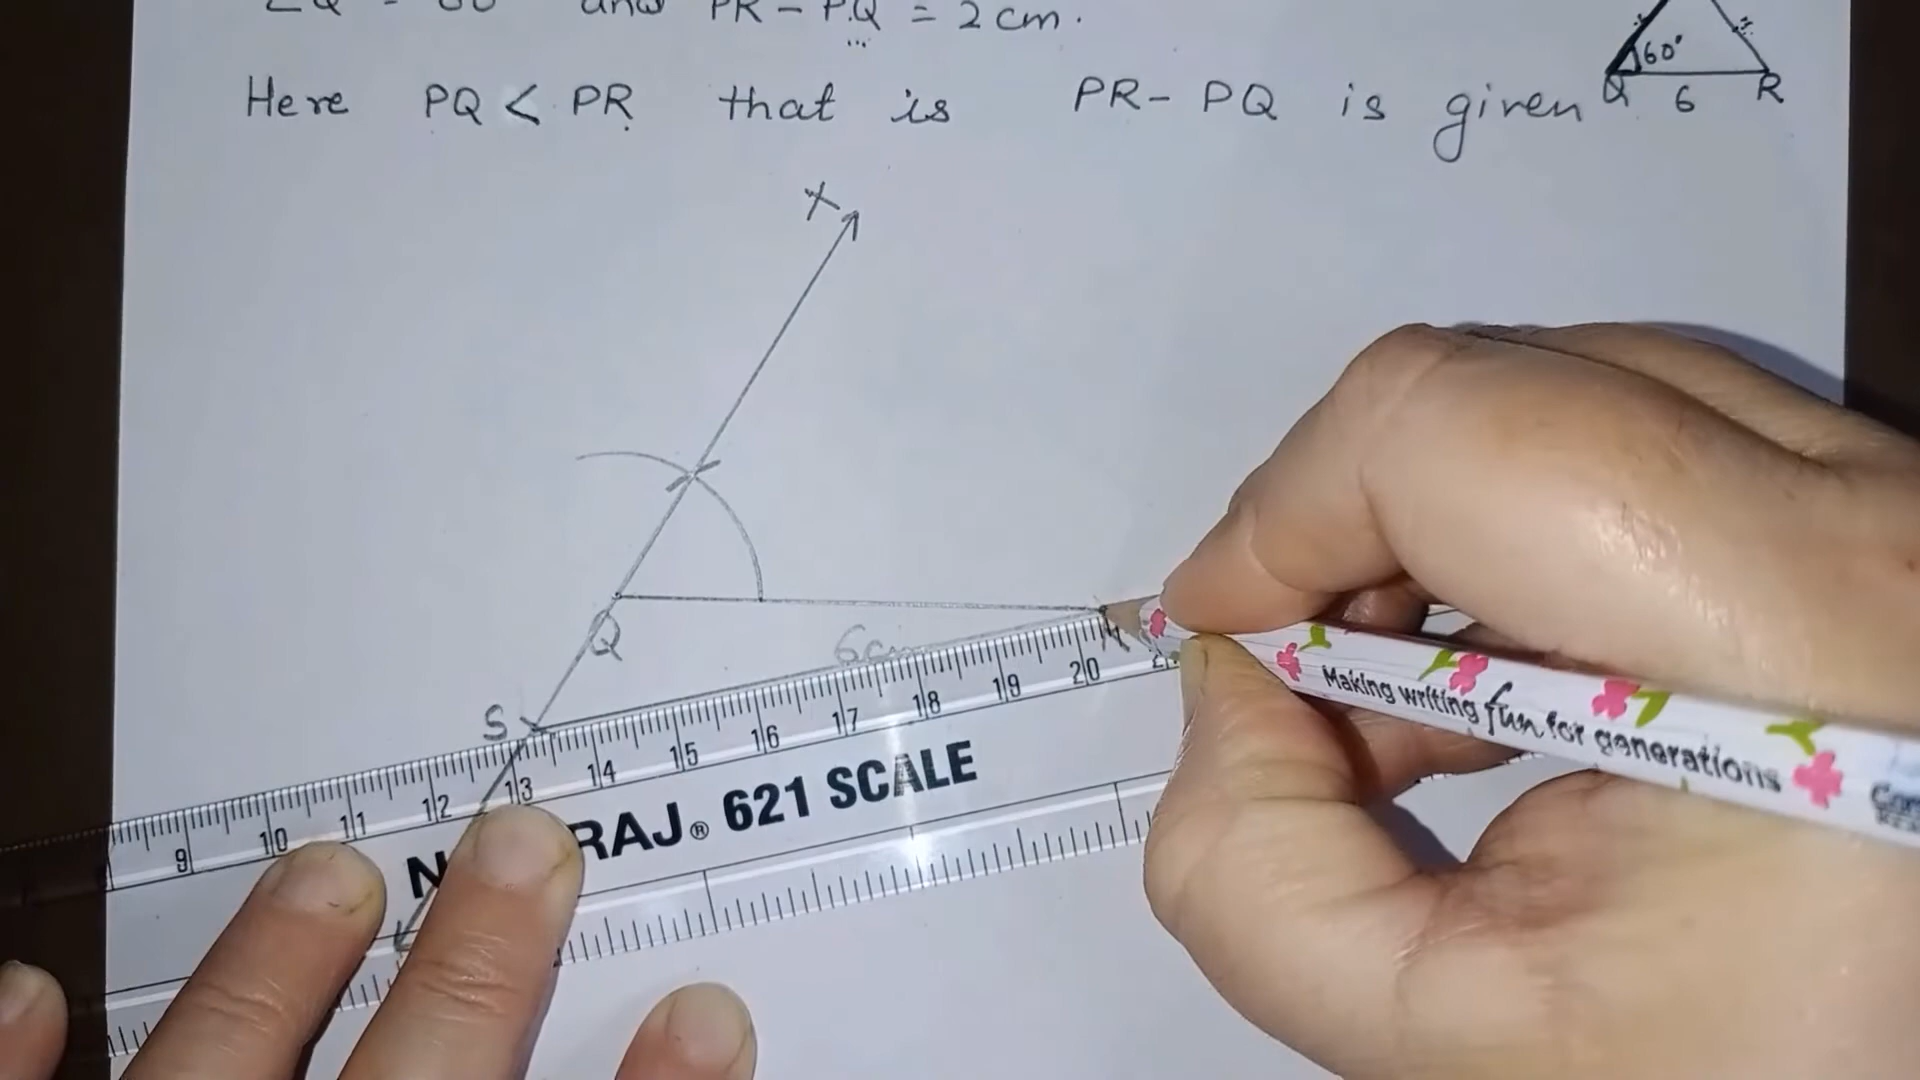 and PR - PQ = 2 cm.
Here PQ < PR that is PR - PQ is given
60°
Q 6 R
X
Q
6cm
S
9 10 11 12 13 14 15 16 17 18 19 20
RAJ® 621 SCALE
Making writing fun for generations